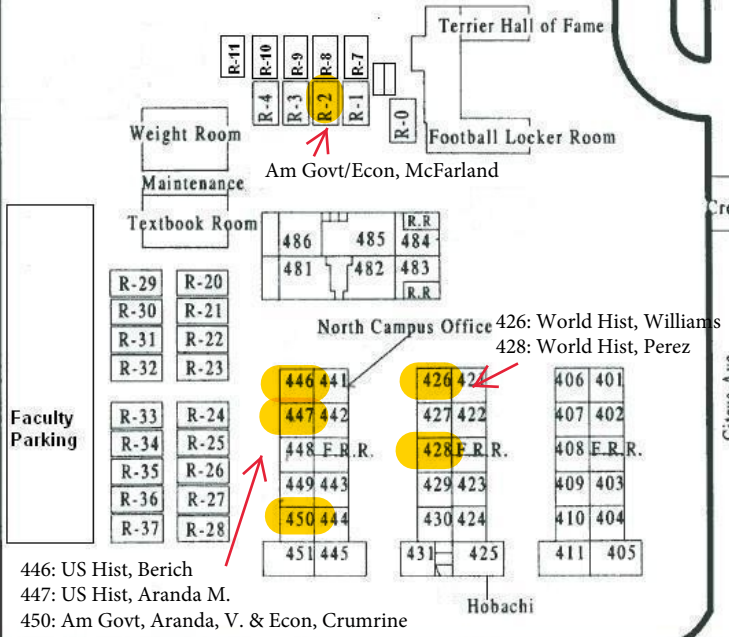 Terrier Hall of Fame
R-11 R-10 R-9 R-8 R-7
R-4 R-3 R-2 R-1
R-0
Weight Room
Football Locker Room
Am Govt/Econ, McFarland
Maintenance
Textbook Room
R.R
486 485 484
481 482 483
R.R
R-29 R-20
R-30 R-21
R-31 R-22
R-32 R-23
North Campus Office
426: World Hist, Williams
428: World Hist, Perez
446 441
426
406 401
447 442
427 422
407 402
448 F.R.R.
428 F.R. R.
408 F.R.R.
449 443
429 423
409 403
450 444
430 424
410 404
451 445
431 425
411 405
Faculty
Parking
R-33 R-24
R-34 R-25
R-35 R-26
R-36 R-27
R-37 R-28
Hobachi
446: US Hist, Berich
447: US Hist, Aranda M.
450: Am Govt, Aranda, V. & Econ, Crumrine